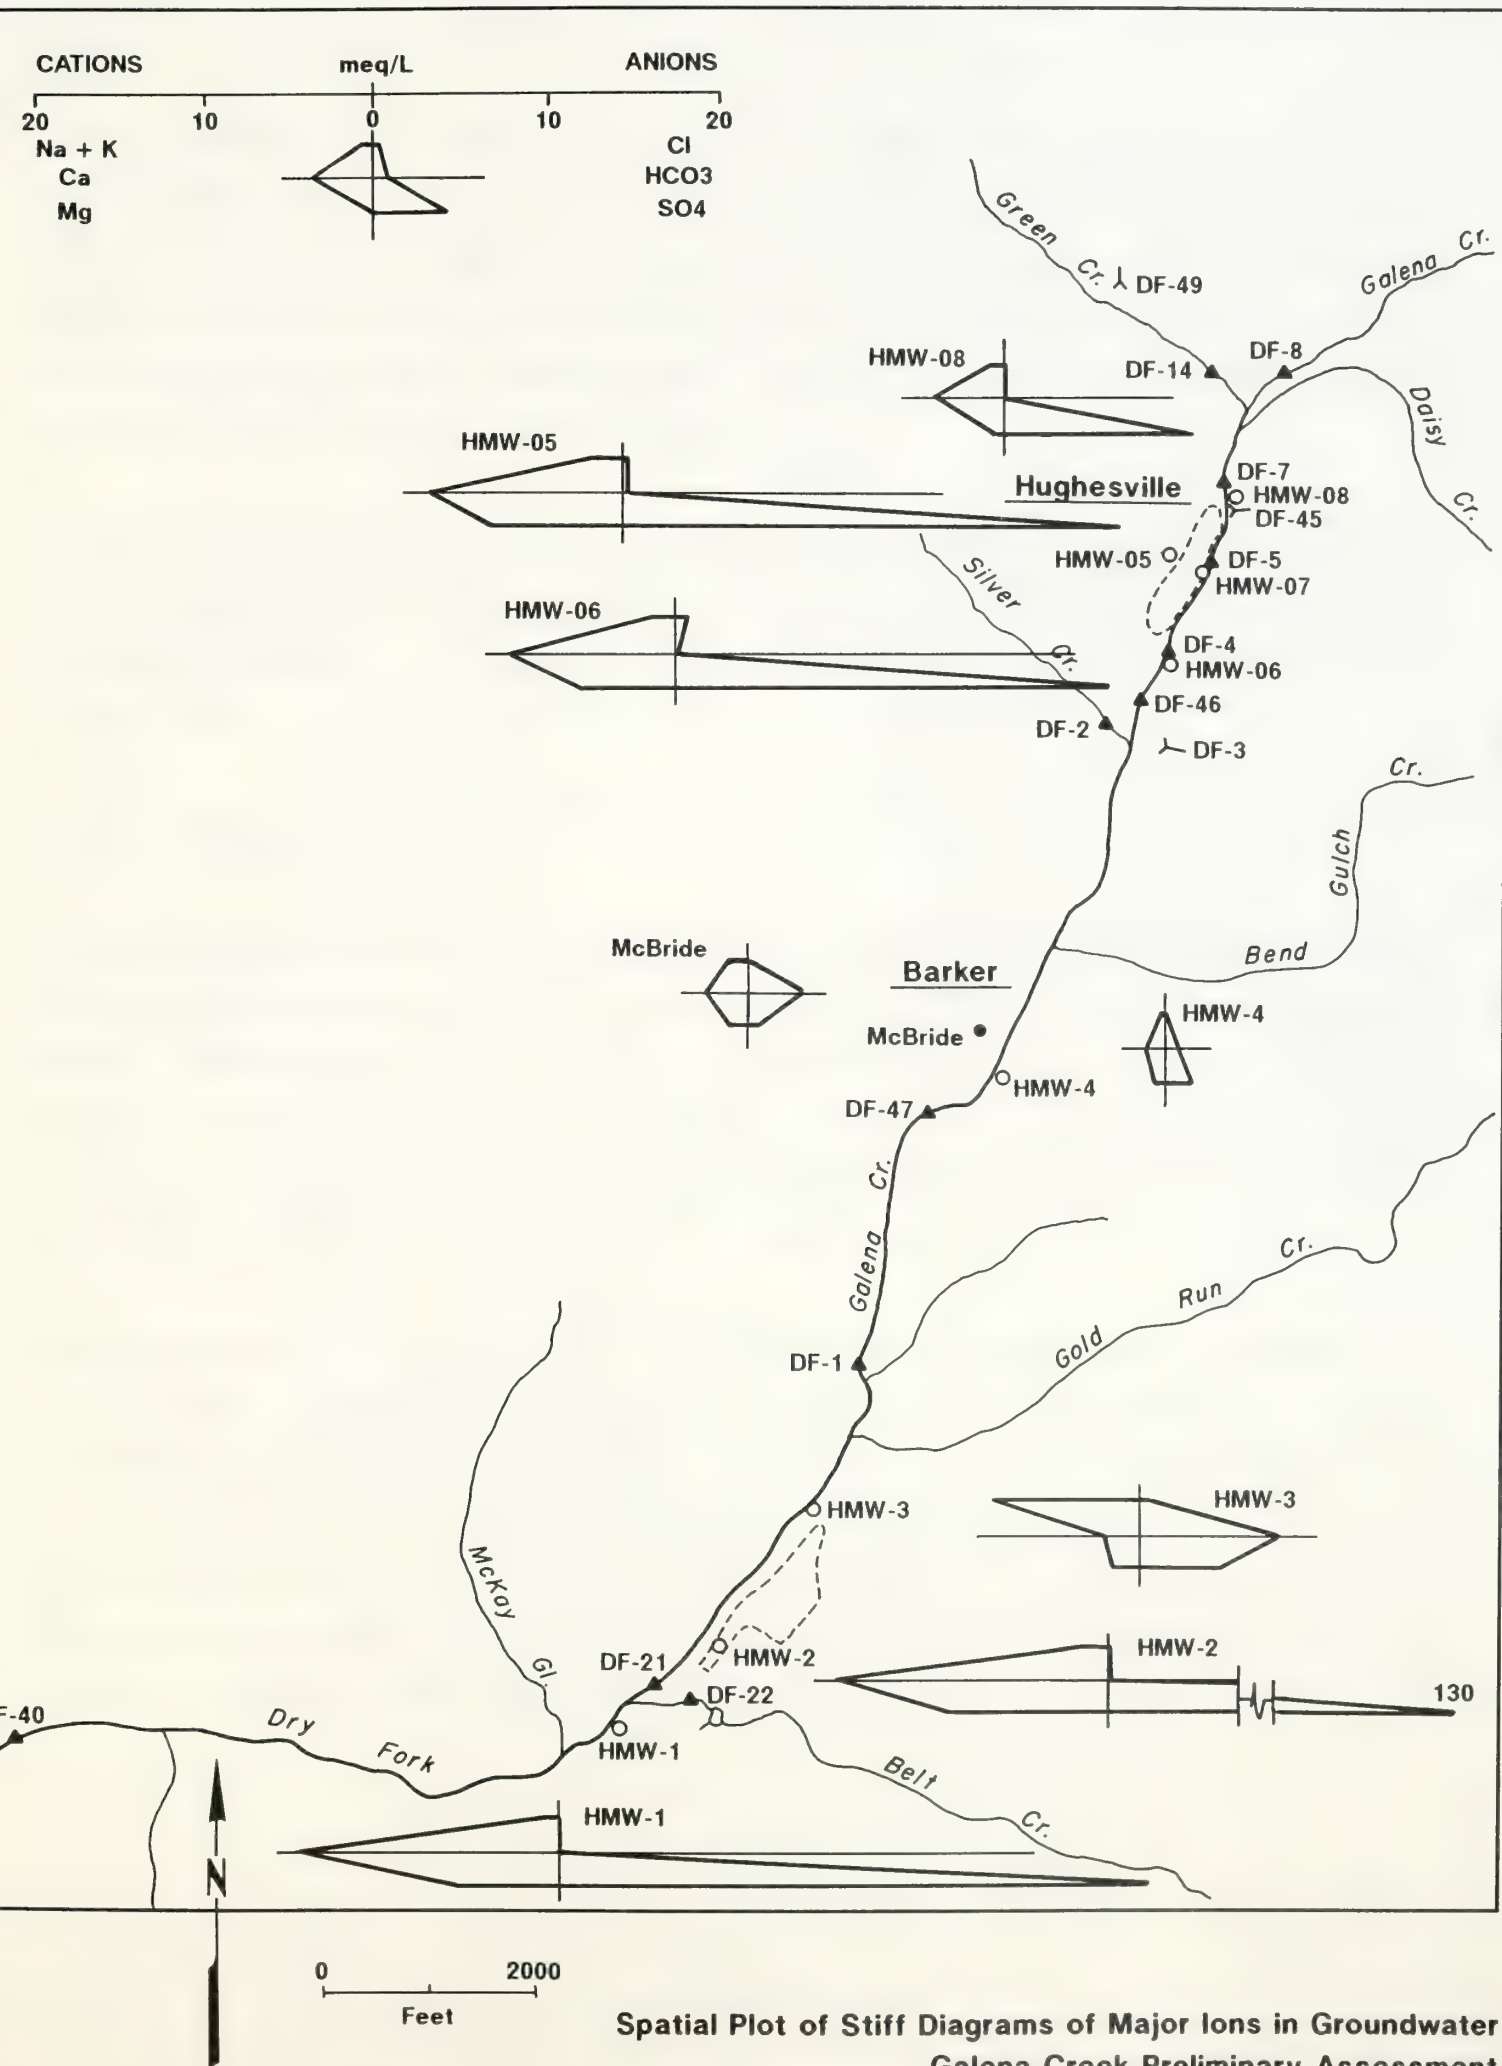 CATIONS meq/L ANIONS
20 10 0 10 20
Na + K Cl
Ca HCO3
Mg SO4
Green Cr.
DF-49
Galena Cr.
HMW-08
DF-14
DF-8
Daisy Cr.
HMW-05
Hughesville
DF-7
HMW-08
DF-45
HMW-05
DF-5
HMW-07
Silver Cr.
HMW-06
DF-4
HMW-06
DF-46
DF-2
DF-3
Cr.
Gulch
Bend
McBride
Barker
HMW-4
McBride
HMW-4
DF-47
Galena Cr.
Gold Run Cr.
DF-1
HMW-3
HMW-3
McKay Gl.
HMW-2
DF-21
HMW-2
DF-22
130
F-40
Dry Fork
HMW-1
Belt Cr.
HMW-1
N
0 2000
Feet
Spatial Plot of Stiff Diagrams of Major Ions in Groundwater
Galena Creek Preliminary Assessment